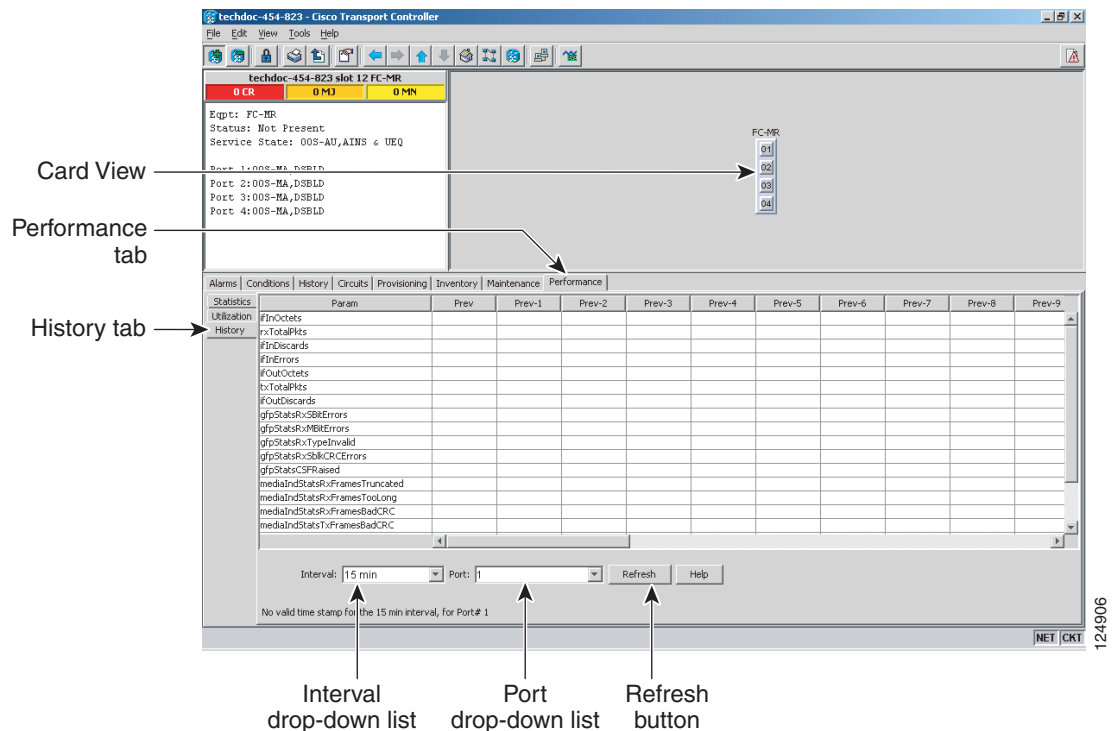 techdoc-454-823 - Cisco Transport Controller
File Edit View Tools Help
techdoc-454-823 slot 12 FC-MR
0 CR 0 MJ 0 MN
Eqpt: FC-MR
Status: Not Present
Service State: OOS-AU,AINS & UEQ
Port 1:OOS-MA,DSBLD
Port 2:OOS-MA,DSBLD
Port 3:OOS-MA,DSBLD
Port 4:OOS-MA,DSBLD
FC-MR
01
02
03
04
Card View
Performance
tab
History tab
Alarms Conditions History Circuits Provisioning Inventory Maintenance Performance
Statistics
Utilization
History
Param Prev Prev-1 Prev-2 Prev-3 Prev-4 Prev-5 Prev-6 Prev-7 Prev-8 Prev-9
ifInOctets
rxTotalPkts
ifInDiscards
ifInErrors
ifOutOctets
txTotalPkts
ifOutDiscards
gfpStatsRxSBitErrors
gfpStatsRxMBitErrors
gfpStatsRxTypeInvalid
gfpStatsRxSblkCRCErrors
gfpStatsCSFRaised
mediaIndStatsRxFramesTruncated
mediaIndStatsRxFramesTooLong
mediaIndStatsRxFramesBadCRC
mediaIndStatsTxFramesBadCRC
Interval: 15 min Port: 1 Refresh Help
No valid time stamp for the 15 min interval, for Port# 1
NET CKT
124906
Interval
drop-down list
Port
drop-down list
Refresh
button